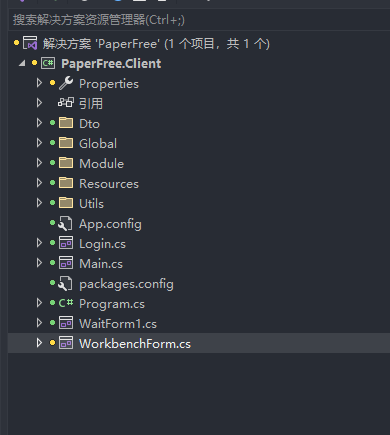 搜索解决方案资源管理器(Ctrl+;)
解决方案 'PaperFree' (1 个项目，共 1 个)
C# PaperFree.Client
Properties
引用
Dto
Global
Module
Resources
Utils
App.config
Login.cs
Main.cs
packages.config
C# Program.cs
WaitForm1.cs
WorkbenchForm.cs